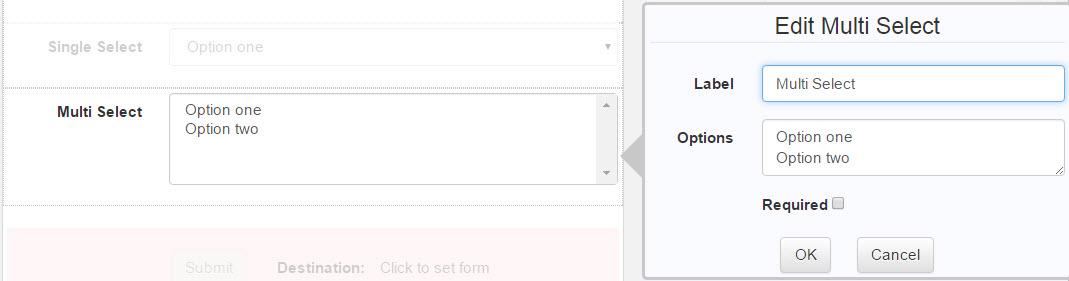 Single Select Option one
Multi Select Option one
Option two
Submit Destination: Click to set form
Edit Multi Select
Label Multi Select
Options Option one
Option two
Required
OK Cancel